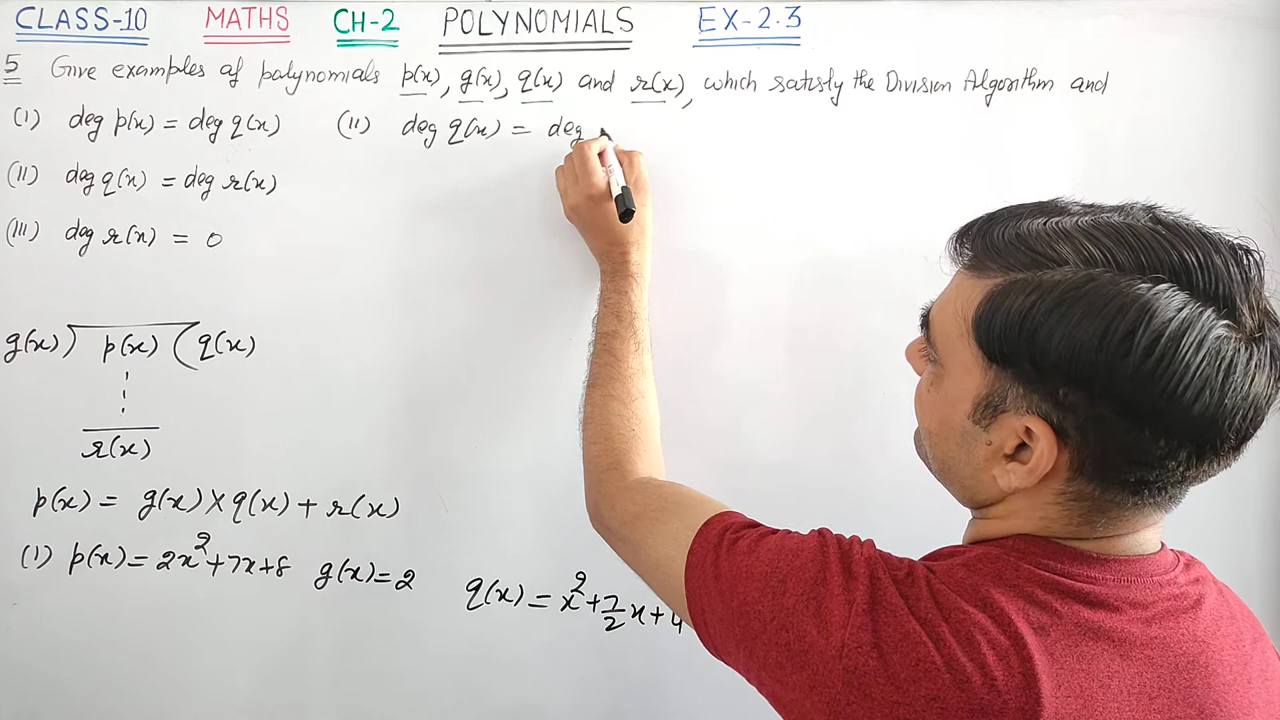 CLASS-10 MATHS CH-2 POLYNOMIALS EX-2.3
5 Give examples of polynomials p(x), g(x), q(x) and r(x), which satisfy the Division Algorithm and
(I) deg p(x) = deg q(x) (II) deg q(x) = deg
(II) deg q(x) = deg r(x)
(III) deg r(x) = 0
g(x)) p(x) (q(x)
r(x)
p(x) = g(x) X q(x) + r(x)
(I) p(x) = 2x²+7x+8 g(x)=2 q(x) = x²+7/2x+4